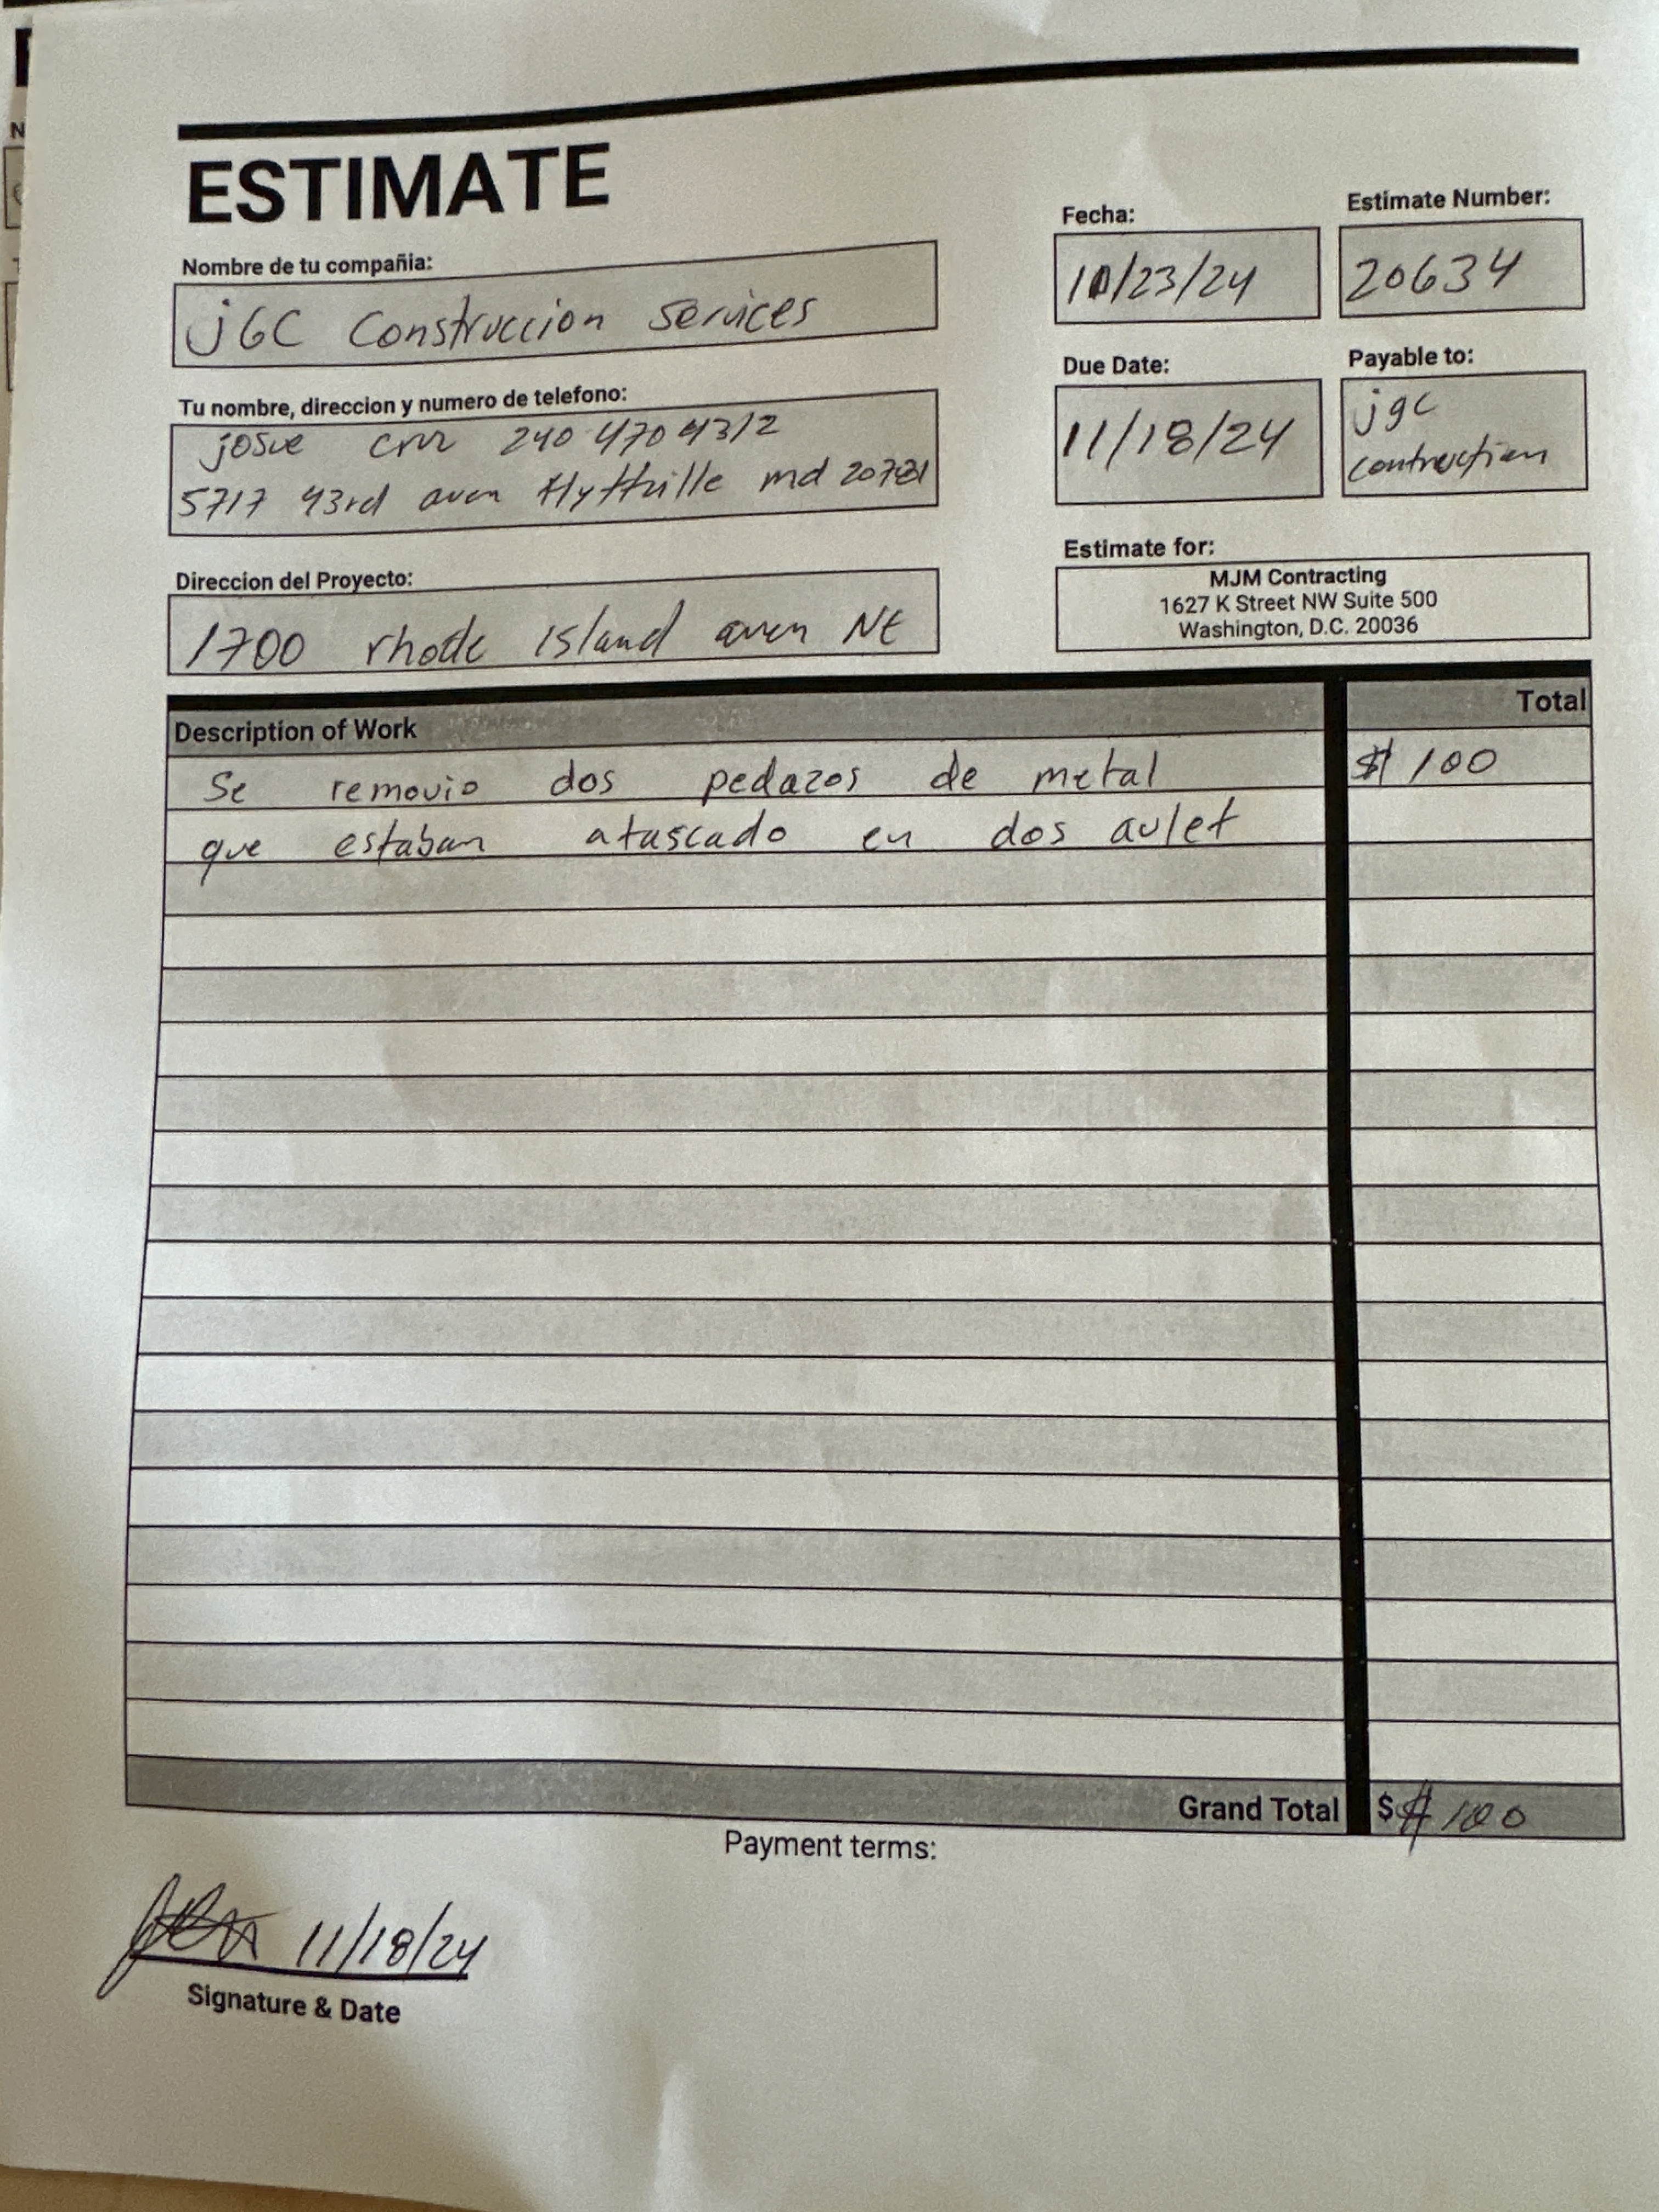 ESTIMATE
Fecha:
Estimate Number:
10/23/24
20634
Nombre de tu compañia:
jGC Construccion Services
Due Date:
Payable to:
11/18/24
jgc
contruction
Tu nombre, direccion y numero de telefono:
josue cruz 240 470 4312
5717 43rd aven Hyttville md 20781
Estimate for:
MJM Contracting
1627 K Street NW Suite 500
Washington, D.C. 20036
Direccion del Proyecto:
1700 rhode island aven NE
Description of Work
Total
Se removio dos pedazos de metal
$ 100
que estaban atascado en dos aulet
Grand Total
$ $ 100
Payment terms:
11/18/24
Signature & Date